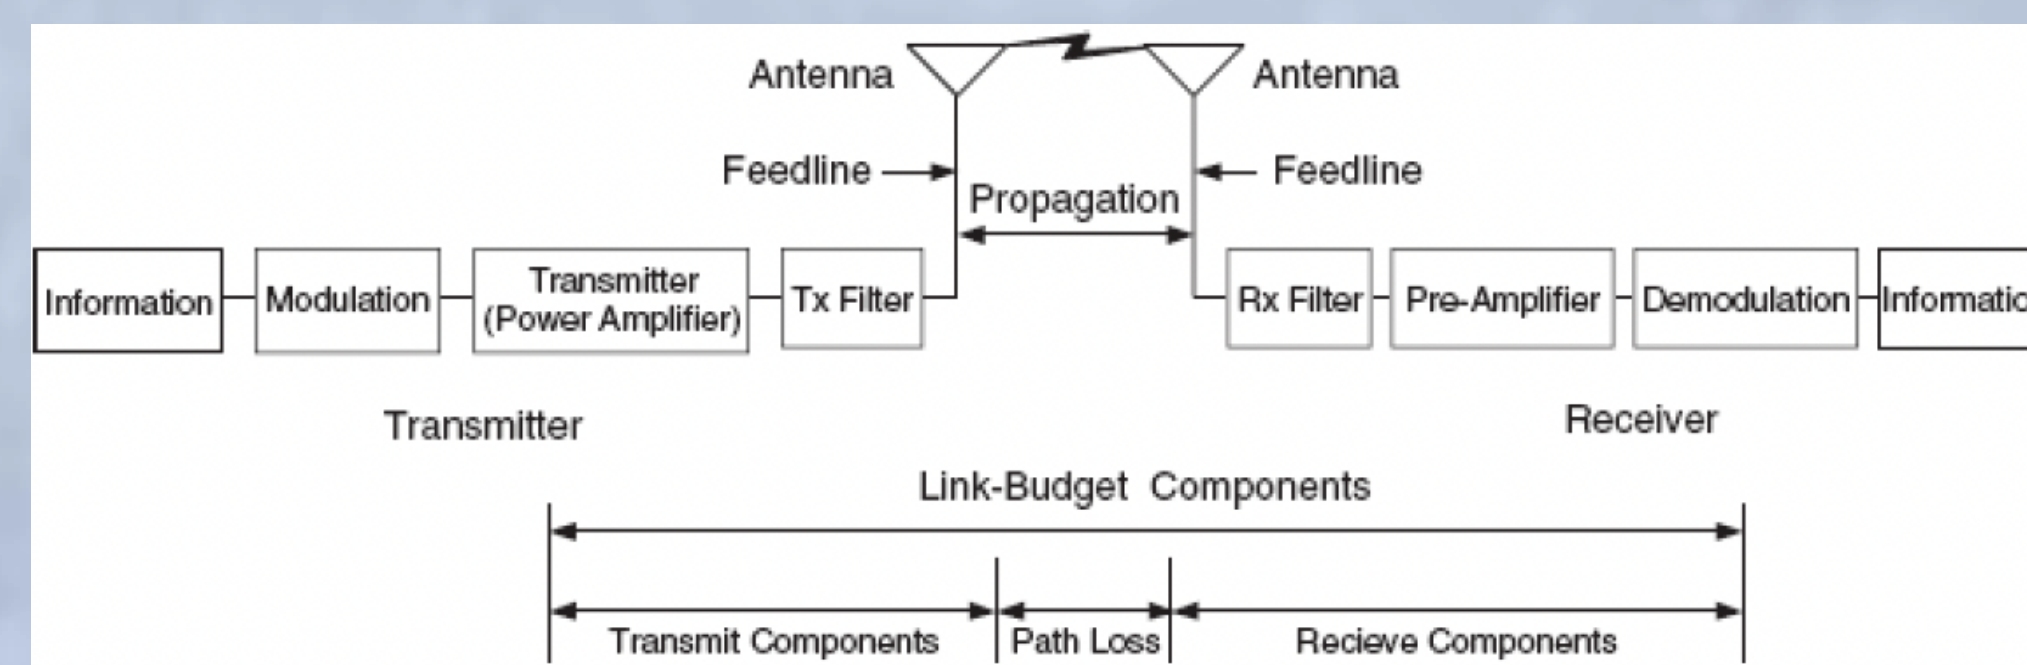 Antenna
Antenna
Feedline
Feedline
Propagation
Information
Modulation
Transmitter
(Power Amplifier)
Tx Filter
Rx Filter
Pre-Amplifier
Demodulation
Informatio
Transmitter
Receiver
Link-Budget Components
Transmit Components
Path Loss
Recieve Components